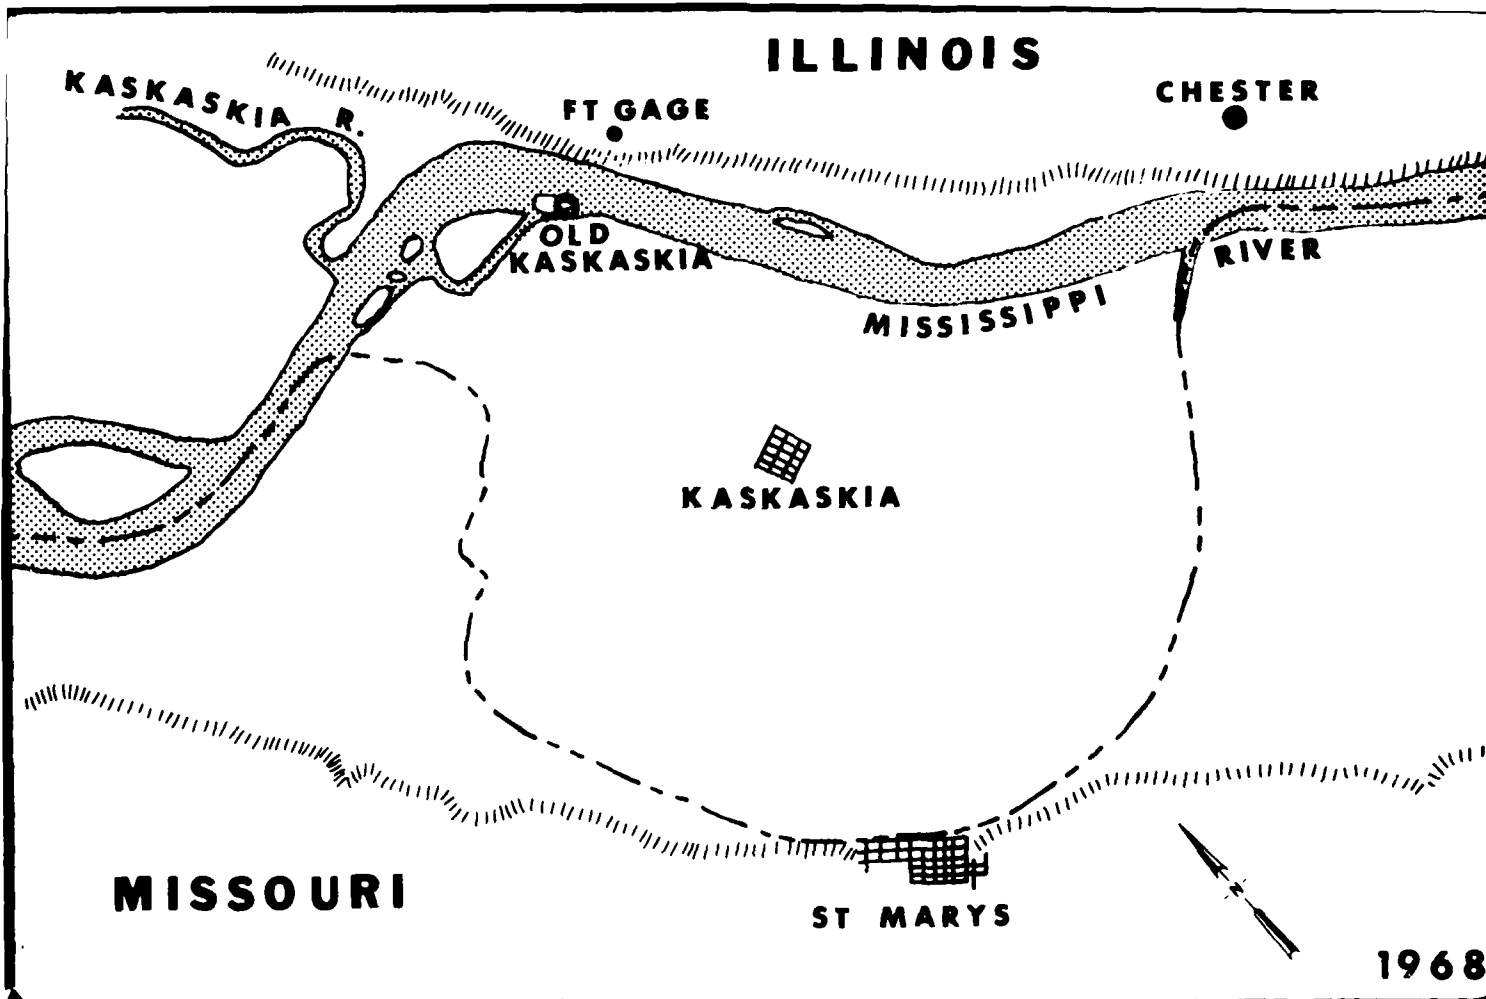 ILLINOIS
KASKASKIA R.
FT GAGE
CHESTER
OLD
KASKASKIA
RIVER
MISSISSIPPI
KASKASKIA
MISSOURI
ST MARYS
N
1968